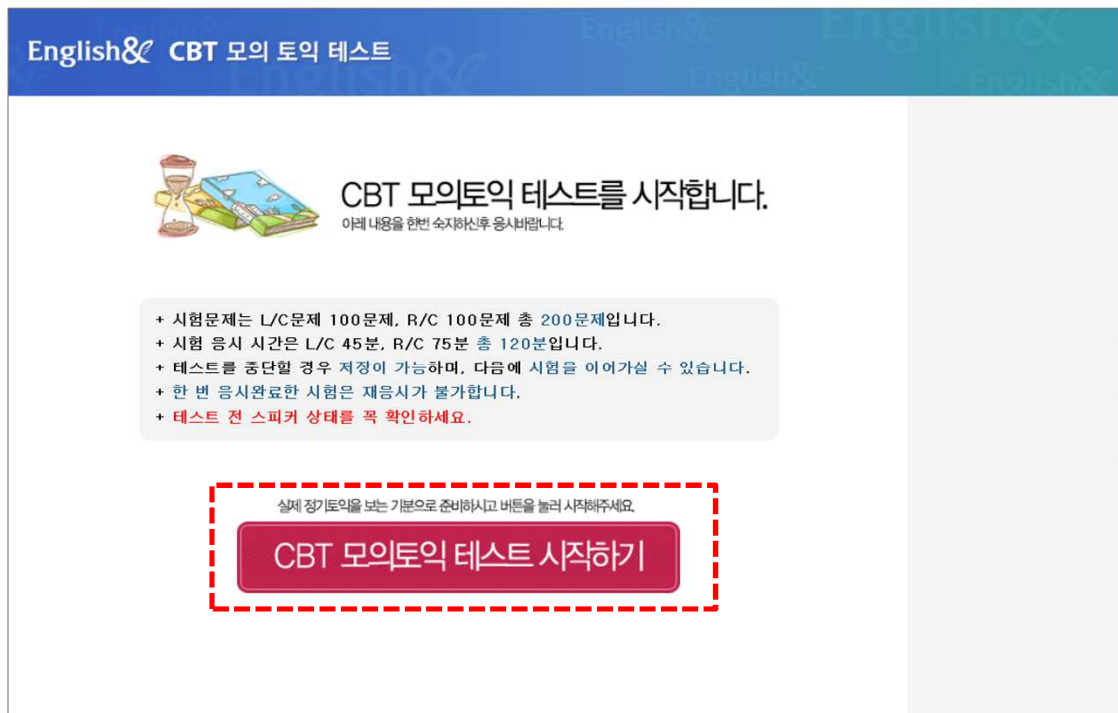 English& CBT 모의 토익 테스트
CBT 모의토익 테스트를 시작합니다.
아래 내용을 한번 숙지하신후 응시바랍니다.
+ 시험문제는 L/C문제 100문제, R/C 100문제 총 200문제입니다.
+ 시험 응시 시간은 L/C 45분, R/C 75분 총 120분입니다.
+ 테스트를 중단할 경우 저장이 가능하며, 다음에 시험을 이어가실 수 있습니다.
+ 한 번 응시완료한 시험은 재응시가 불가합니다.
+ 테스트 전 스피커 상태를 꼭 확인하세요.
실제 정기토익을 보는 기분으로 준비하시고 버튼을 눌러 시작해주세요.
CBT 모의토익 테스트 시작하기